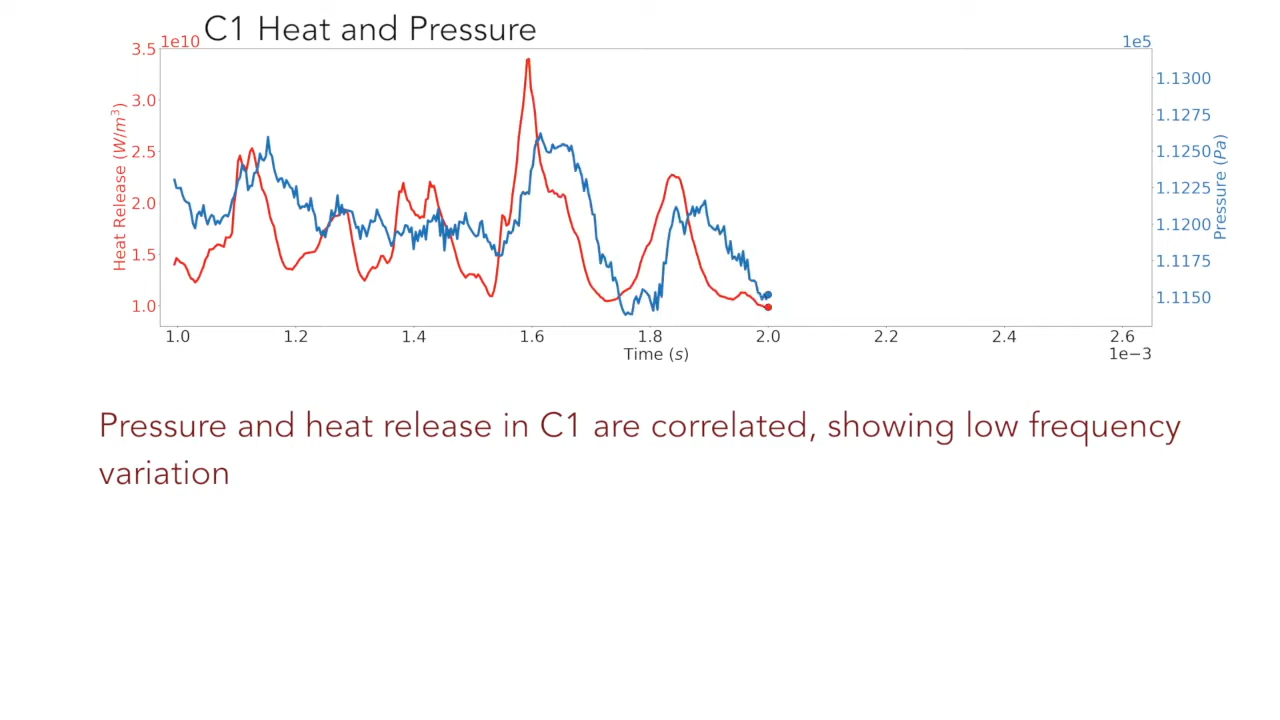 C1 Heat and Pressure
1e10
1e5
3.5
3.0
2.5
2.0
1.5
1.0
Heat Release (W/m³)
1.1300
1.1275
1.1250
1.1225
1.1200
1.1175
1.1150
Pressure (Pa)
1.0 1.2 1.4 1.6 1.8 2.0 2.2 2.4 2.6
Time (s)
1e−3
Pressure and heat release in C1 are correlated, showing low frequency
variation